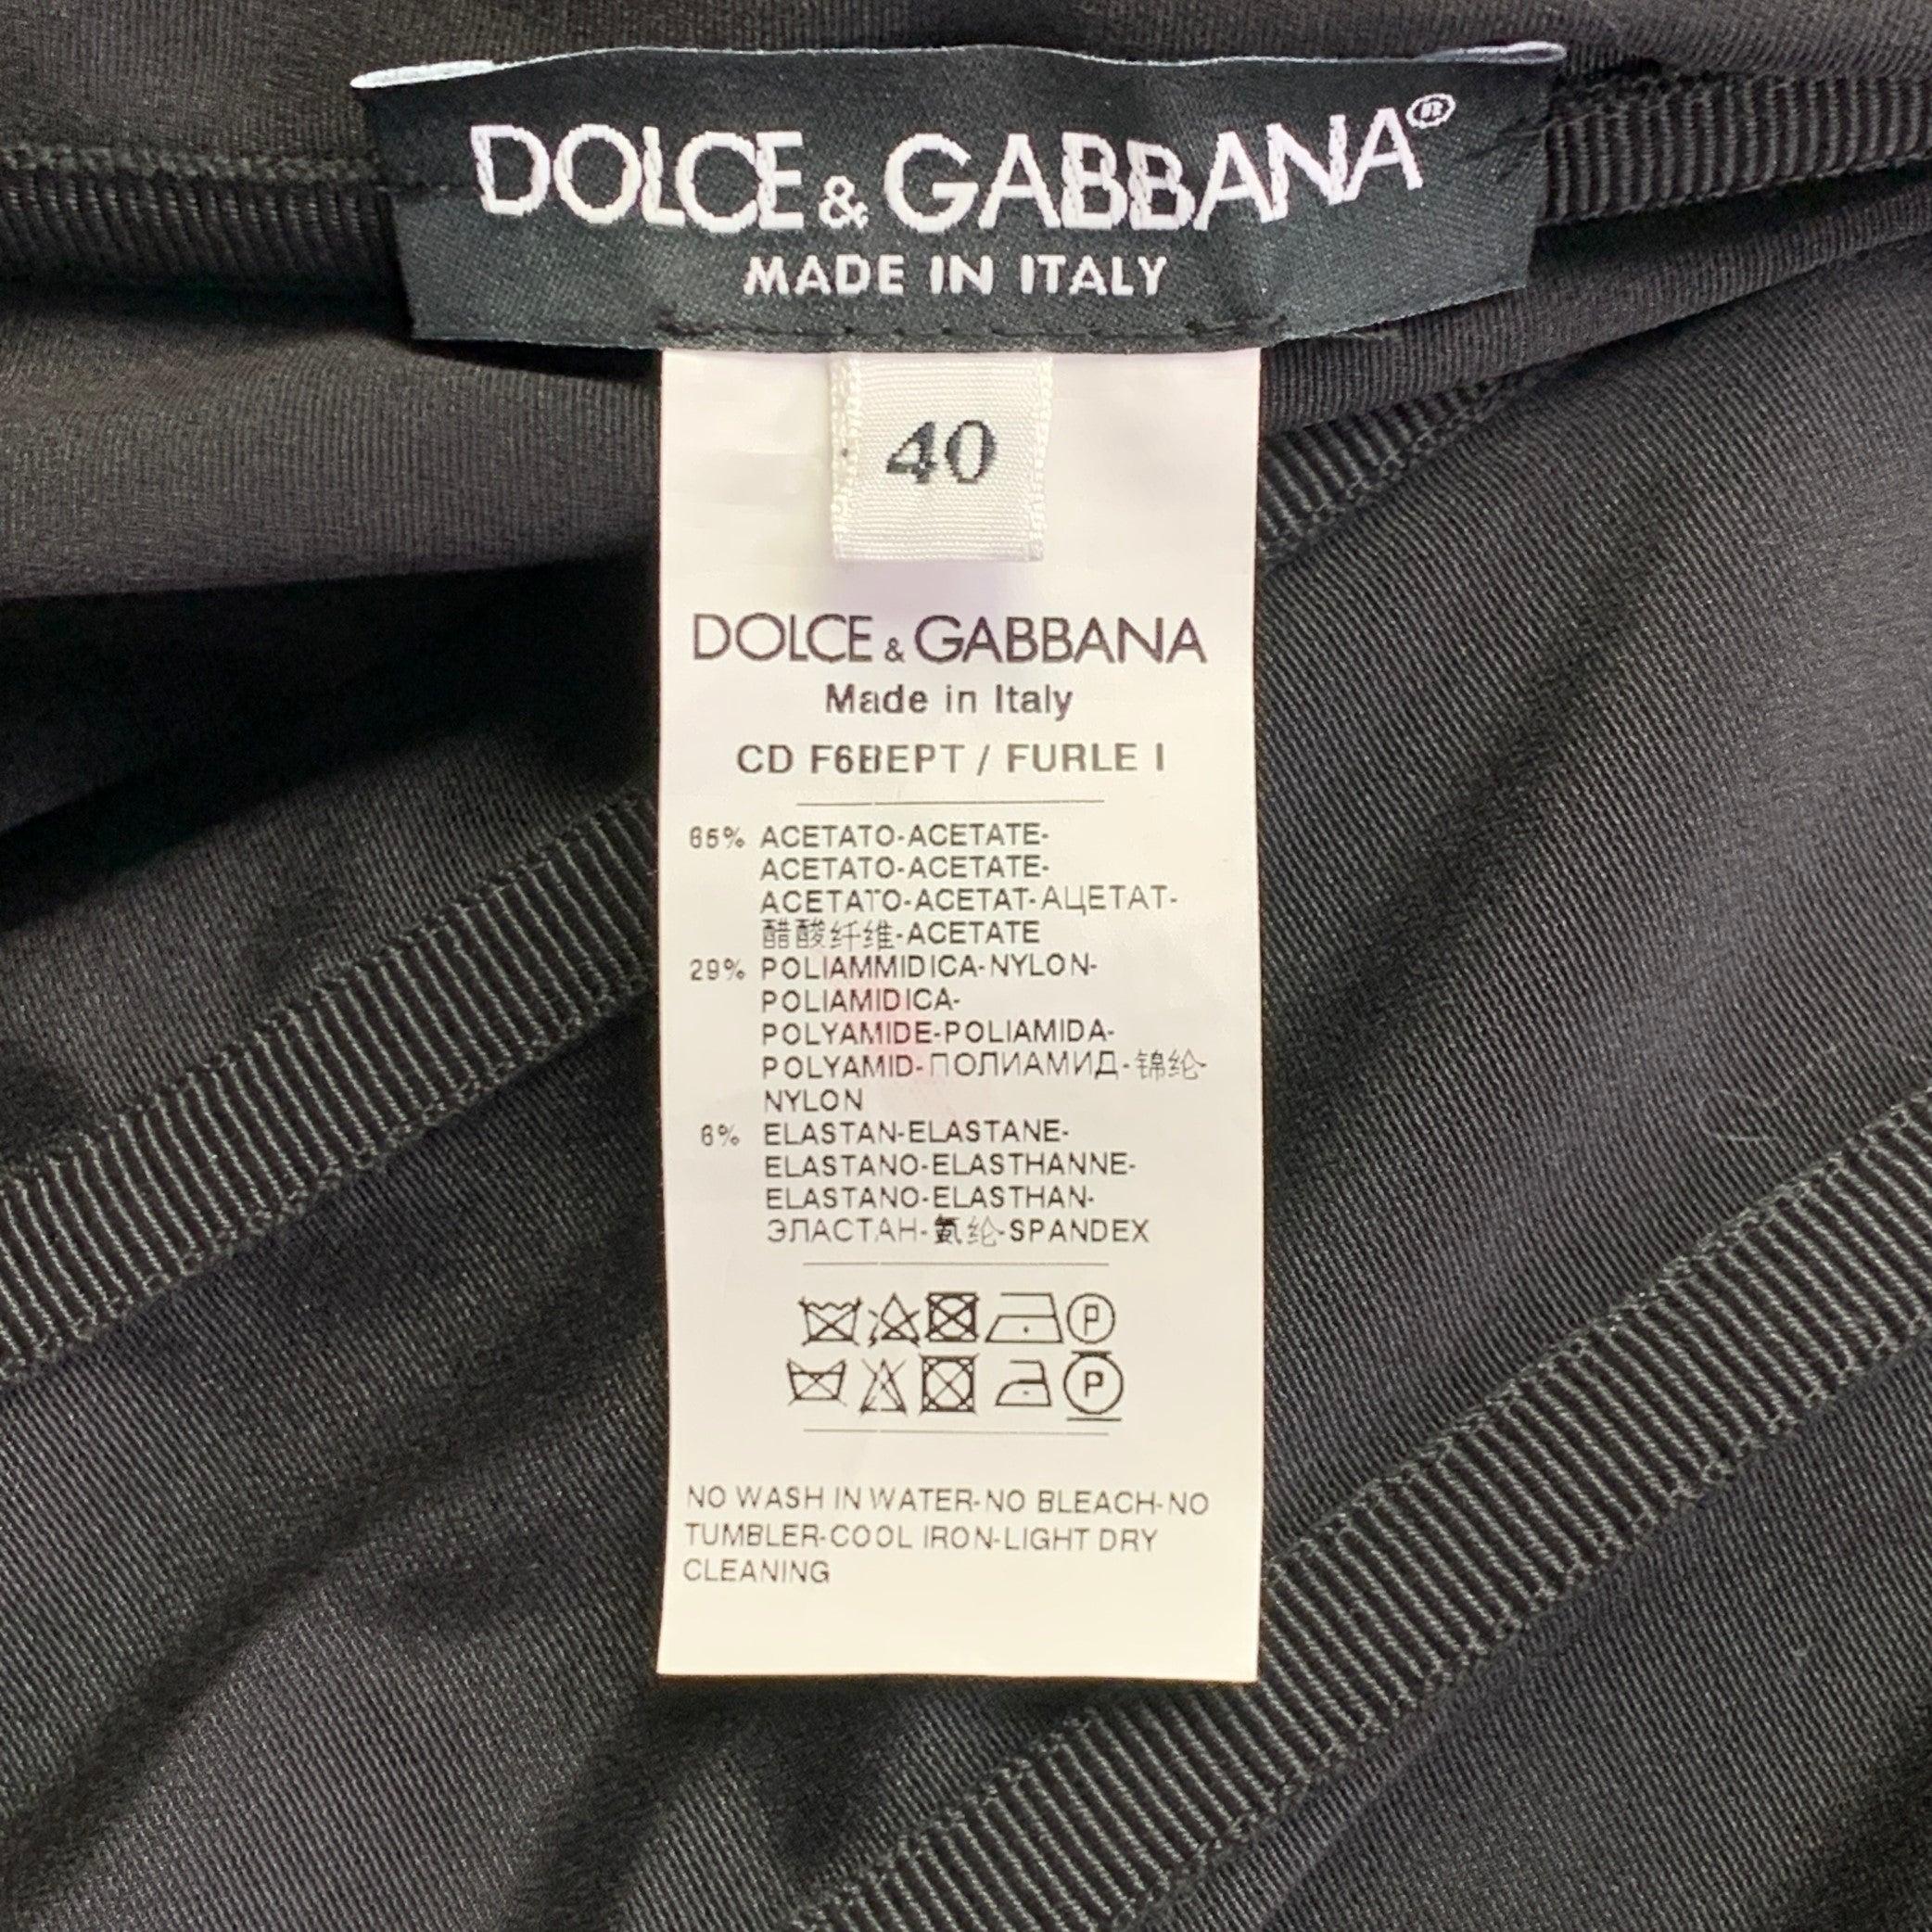 DOLCE & GABBANA®
MADE IN ITALY
40
DOLCE & GABBANA
Made in Italy
CD F6BEPT / FURLE I
65% ACETATO-ACETATE-
ACETATO-ACETATE-
ACETATO-ACETAT-АЦЕТАТ-
醋酸纤维-ACETATE
29% POLIAMMIDICA-NYLON-
POLIAMIDICA-
POLYAMIDE-POLIAMIDA-
POLYAMID-ПОЛИАМИД-锦纶-
NYLON
6% ELASTAN-ELASTANE-
ELASTANO-ELASTHANNE-
ELASTANO-ELASTHAN-
ЭЛАСТАН-氨纶-SPANDEX
P
P
NO WASH IN WATER-NO BLEACH-NO
TUMBLER-COOL IRON-LIGHT DRY
CLEANING